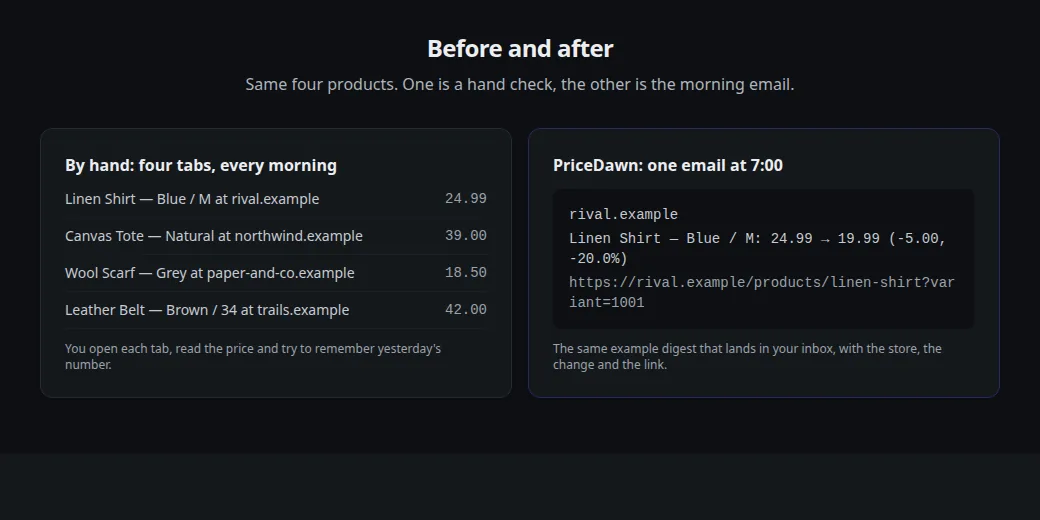 Before and after
Same four products. One is a hand check, the other is the morning email.
By hand: four tabs, every morning
Linen Shirt — Blue / M at rival.example 24.99
Canvas Tote — Natural at northwind.example 39.00
Wool Scarf — Grey at paper-and-co.example 18.50
Leather Belt — Brown / 34 at trails.example 42.00
You open each tab, read the price and try to remember yesterday's
number.
PriceDawn: one email at 7:00
rival.example
Linen Shirt — Blue / M: 24.99 → 19.99 (-5.00,
-20.0%)
https://rival.example/products/linen-shirt?var
iant=1001
The same example digest that lands in your inbox, with the store, the
change and the link.